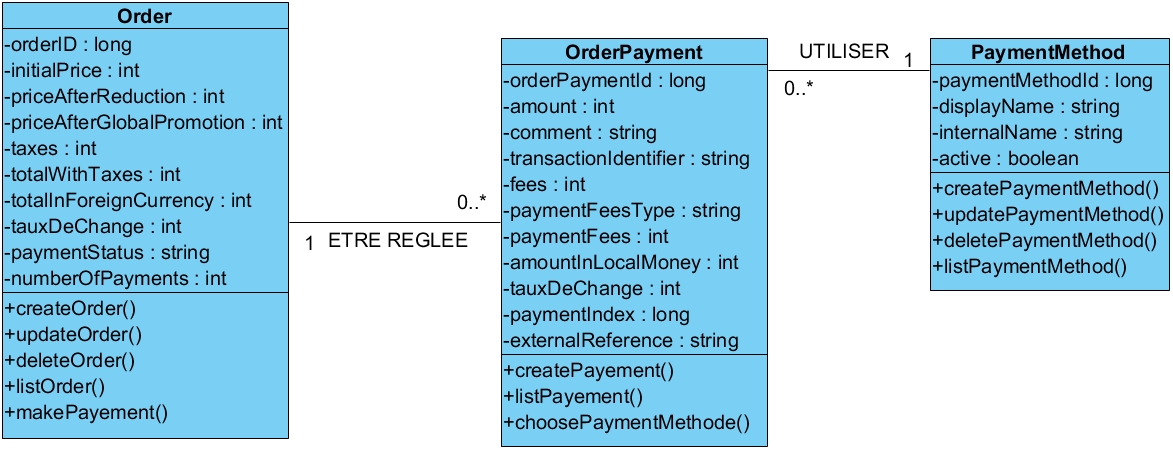 Order
-orderID : long
-initialPrice : int
-priceAfterReduction : int
-priceAfterGlobalPromotion : int
-taxes : int
-totalWithTaxes : int
-totalInForeignCurrency : int
-tauxDeChange : int
-paymentStatus : string
-numberOfPayments : int
+createOrder()
+updateOrder()
+deleteOrder()
+listOrder()
+makePayement()
0..*
1 ETRE REGLEE
OrderPayment
-orderPaymentId : long
-amount : int
-comment : string
-transactionIdentifier : string
-fees : int
-paymentFeesType : string
-paymentFees : int
-amountInLocalMoney : int
-tauxDeChange : int
-paymentIndex : long
-externalReference : string
+createPayement()
+listPayement()
+choosePaymentMethode()
UTILISER 1
0..*
PaymentMethod
-paymentMethodId : long
-displayName : string
-internalName : string
-active : boolean
+createPaymentMethod()
+updatePaymentMethod()
+deletePaymentMethod()
+listPaymentMethod()